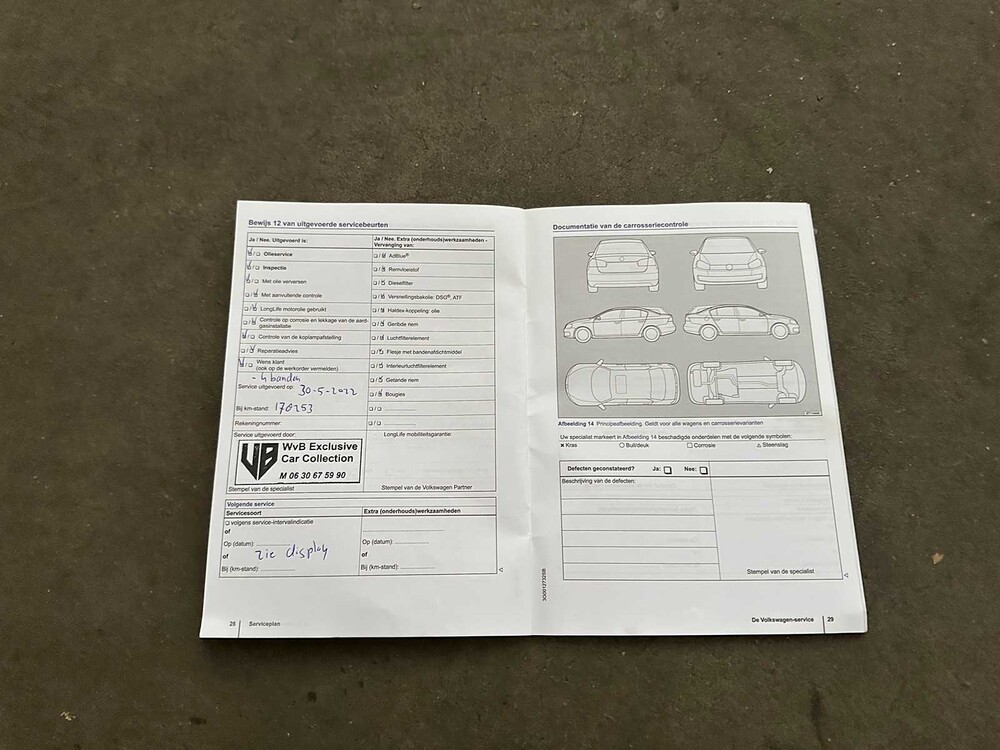 Bewijs 12 van uitgevoerde servicebeurten
Ja / Nee. Uitgevoerd is:
Olieservice
Inspectie
Met olie verversen
Met aanvullende controle
LongLife motorolie gebruikt
Controle op corrosie en lekkage van de aard-
gasinstallatie
Controle van de koplampafstelling
Reparatieadvies
Wens klant
(ook op de werkorder vermelden).
- 4 banden
Service uitgevoerd op: 30-5-2022
Bij km-stand: 170253
Rekeningnummer:
Service uitgevoerd door:
VB WvB Exclusive
Car Collection
M 06 30 67 59 90
Stempel van de specialist
Ja / Nee. Extra (onderhouds)werkzaamheden -
Vervanging van:
AdBlue®
Remvloeistof
Dieselfilter
Versnellingsbakolie: DSG®, ATF
Haldex-koppeling: olie
Geribde riem
Luchtfilterelement
Flesje met bandenafdichtmiddel
Interieurluchtfilterelement
Getande riem
Bougies
LongLife mobiliteitsgarantie:
Stempel van de Volkswagen Partner
Volgende service
Servicesoort
Extra (onderhouds)werkzaamheden
volgens service-intervalindicatie
of
Op (datum):
of zie display
Bij (km-stand):
Op (datum):
of
Bij (km-stand):
28 Serviceplan
Documentatie van de carrosseriecontrole
Afbeelding 14 Principeafbeelding. Geldt voor alle wagens en carrosserievarianten
Uw specialist markeert in Afbeelding 14 beschadigde onderdelen met de volgende symbolen:
Kras
Buil/deuk
Corrosie
Steenslag
Defecten geconstateerd? Ja: Nee:
Beschrijving van de defecten:
Stempel van de specialist
3G0012732SB
De Volkswagen-service 29